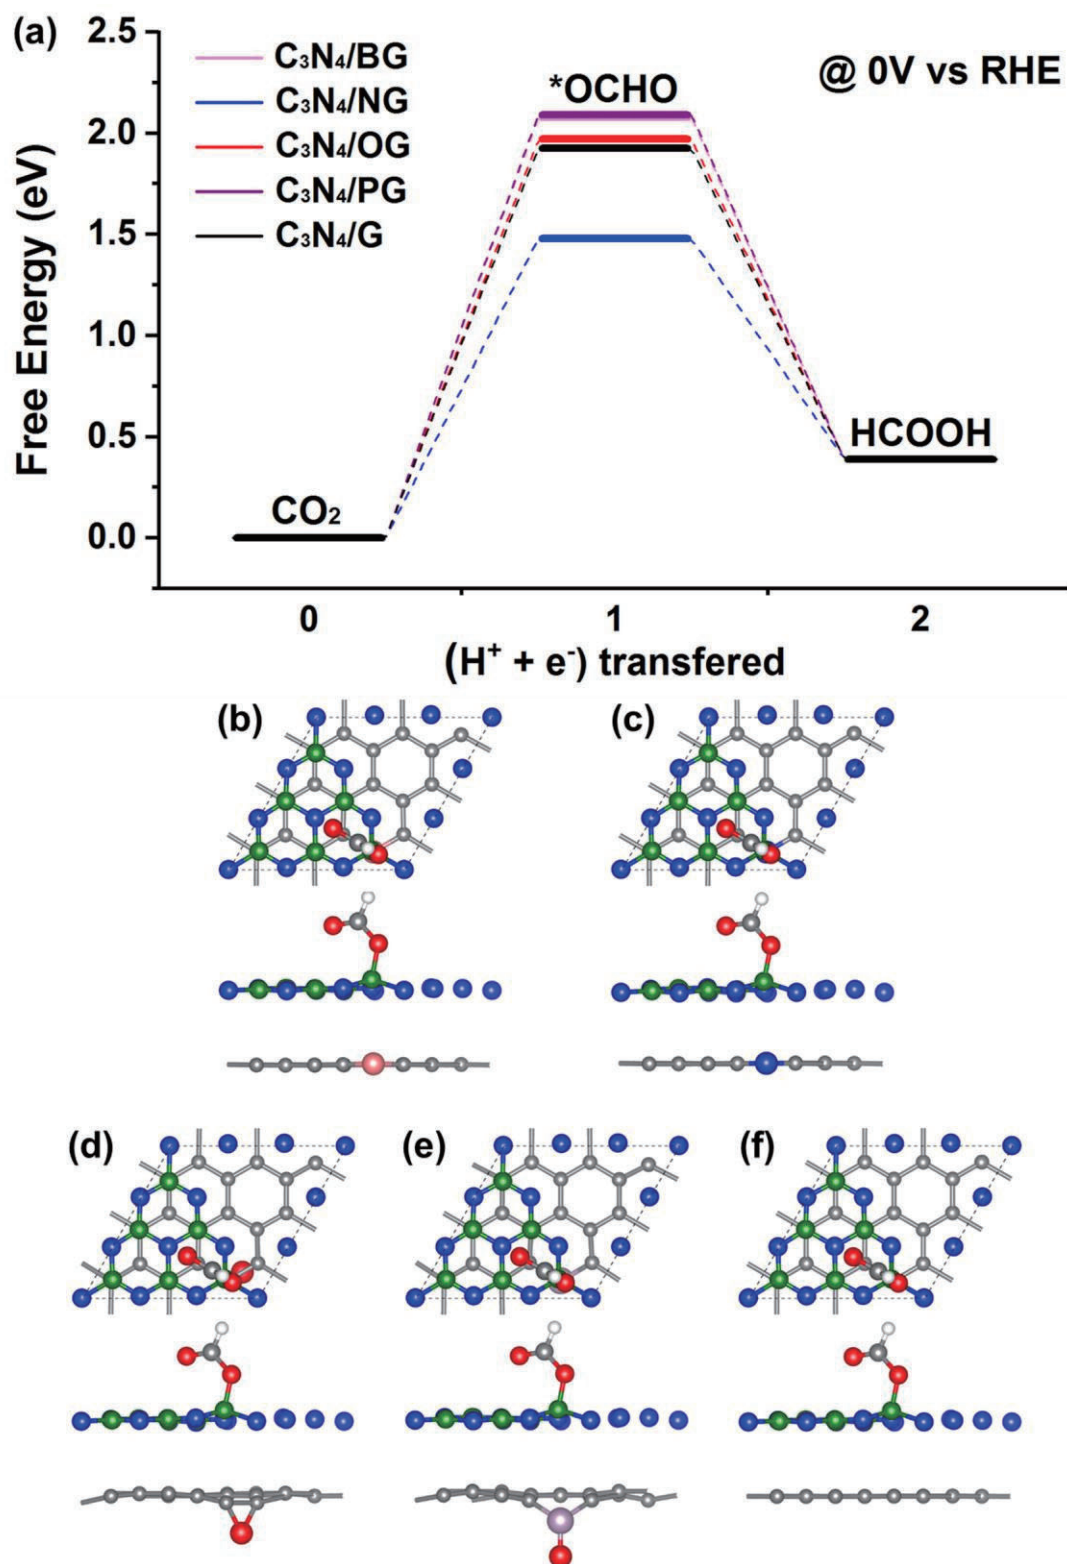 (a)
2.5
2.0
1.5
1.0
0.5
0.0
Free Energy (eV)
C₃N₄/BG
C₃N₄/NG
C₃N₄/OG
C₃N₄/PG
C₃N₄/G
*OCHO
@ 0V vs RHE
CO₂
HCOOH
0 1 2
(H⁺ + e⁻) transfered
(b) (c)
(d) (e) (f)